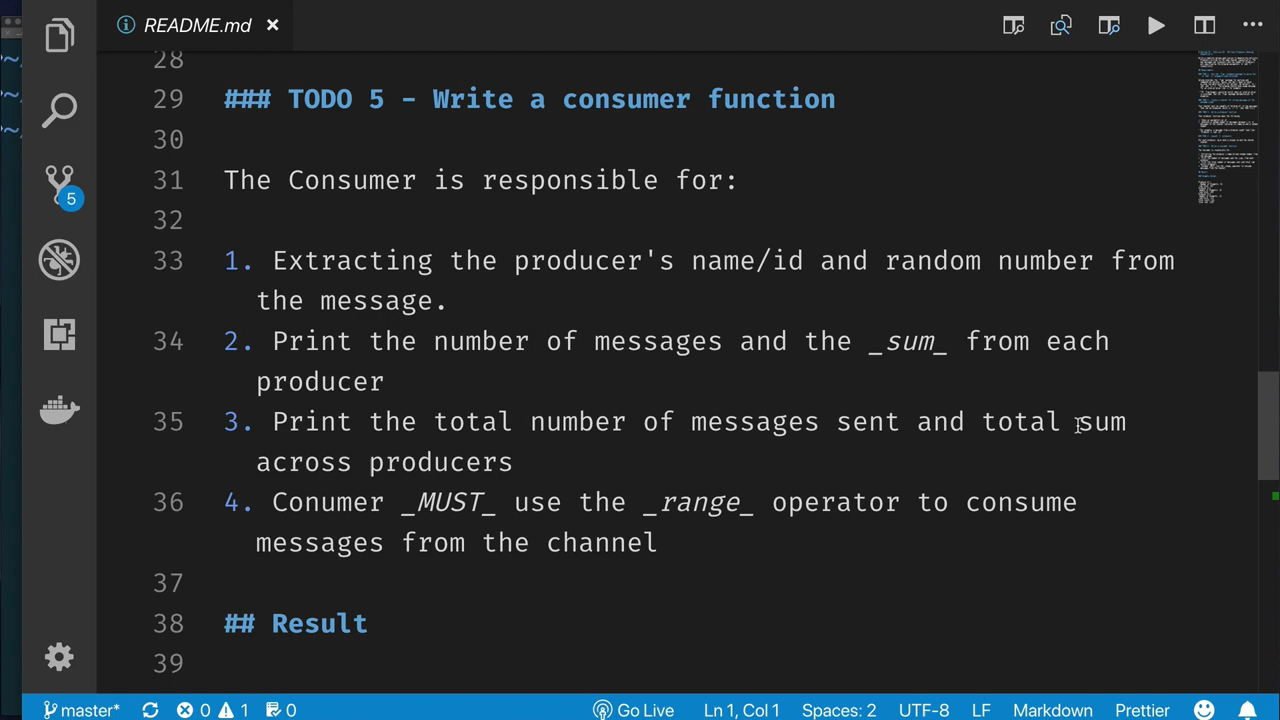 README.md
28
29 ### TODO 5 - Write a consumer function
30
31 The Consumer is responsible for:
32
33 1. Extracting the producer's name/id and random number from
the message.
34 2. Print the number of messages and the _sum_ from each
producer
35 3. Print the total number of messages sent and total sum
across producers
36 4. Conumer _MUST_ use the _range_ operator to consume
messages from the channel
37
38 ## Result
39
5
master* 0 1 0 Go Live Ln 1, Col 1 Spaces: 2 UTF-8 LF Markdown Prettier